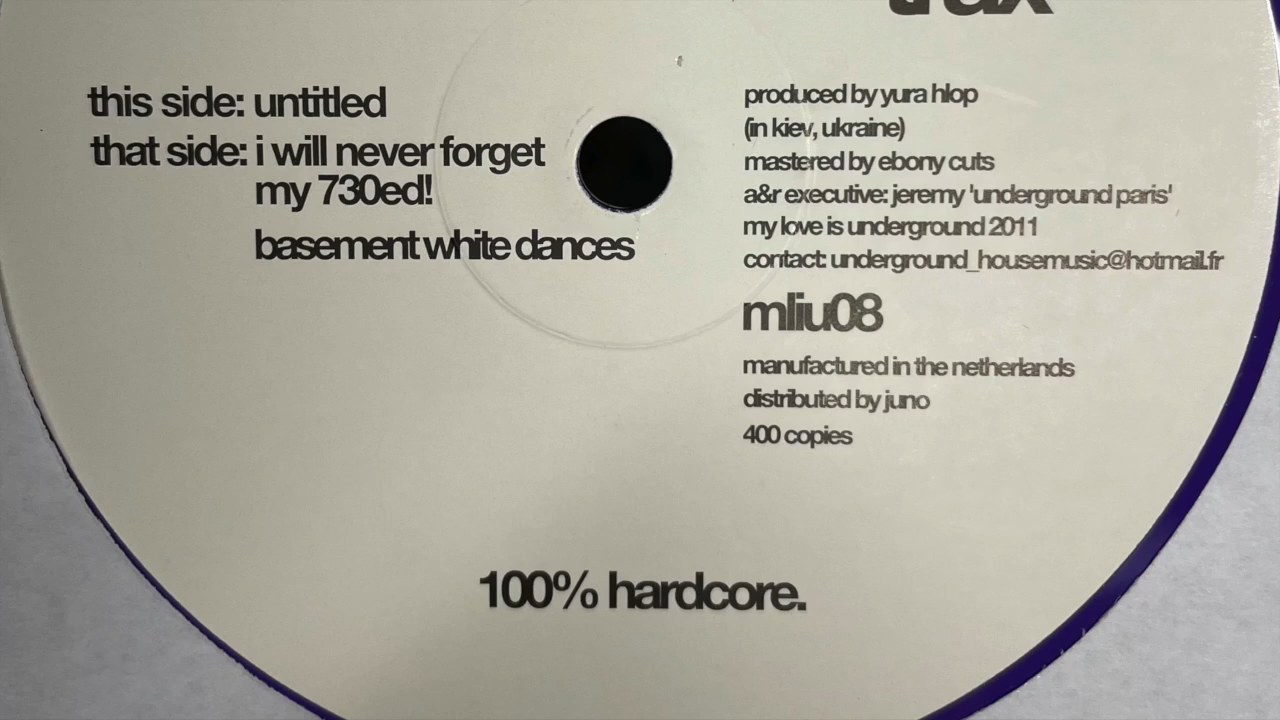 trax
this side: untitled
that side: i will never forget
my 730ed!
basement white dances
produced by yura hlop
(in kiev, ukraine)
mastered by ebony cuts
a&r executive: jeremy 'underground paris'
my love is underground 2011
contact: underground_housemusic@hotmail.fr
mliu08
manufactured in the netherlands
distributed by juno
400 copies
100% hardcore.